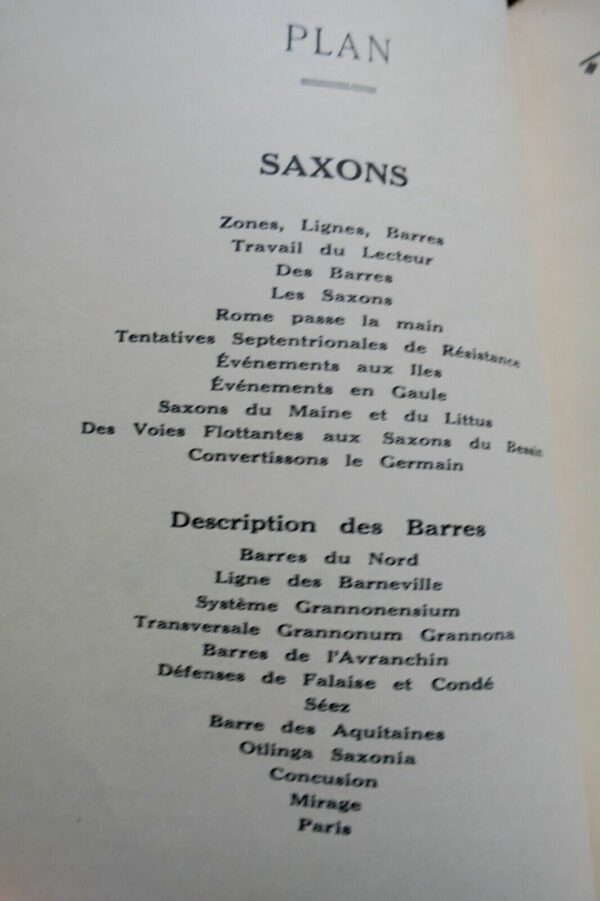 PLAN
SAXONS
Zones, Lignes, Barres
Travail du Lecteur
Des Barres
Les Saxons
Rome passe la main
Tentatives Septentrionales de Résistance
Événements aux Iles
Événements en Gaule
Saxons du Maine et du Littus
Des Voies Flottantes aux Saxons du Bessin
Convertissons le Germain
Description des Barres
Barres du Nord
Ligne des Barneville
Système Grannonensium
Transversale Grannonum Grannona
Barres de l'Avranchin
Défenses de Falaise et Condé
Séez
Barre des Aquitaines
Otlinga Saxonia
Concusion
Mirage
Paris